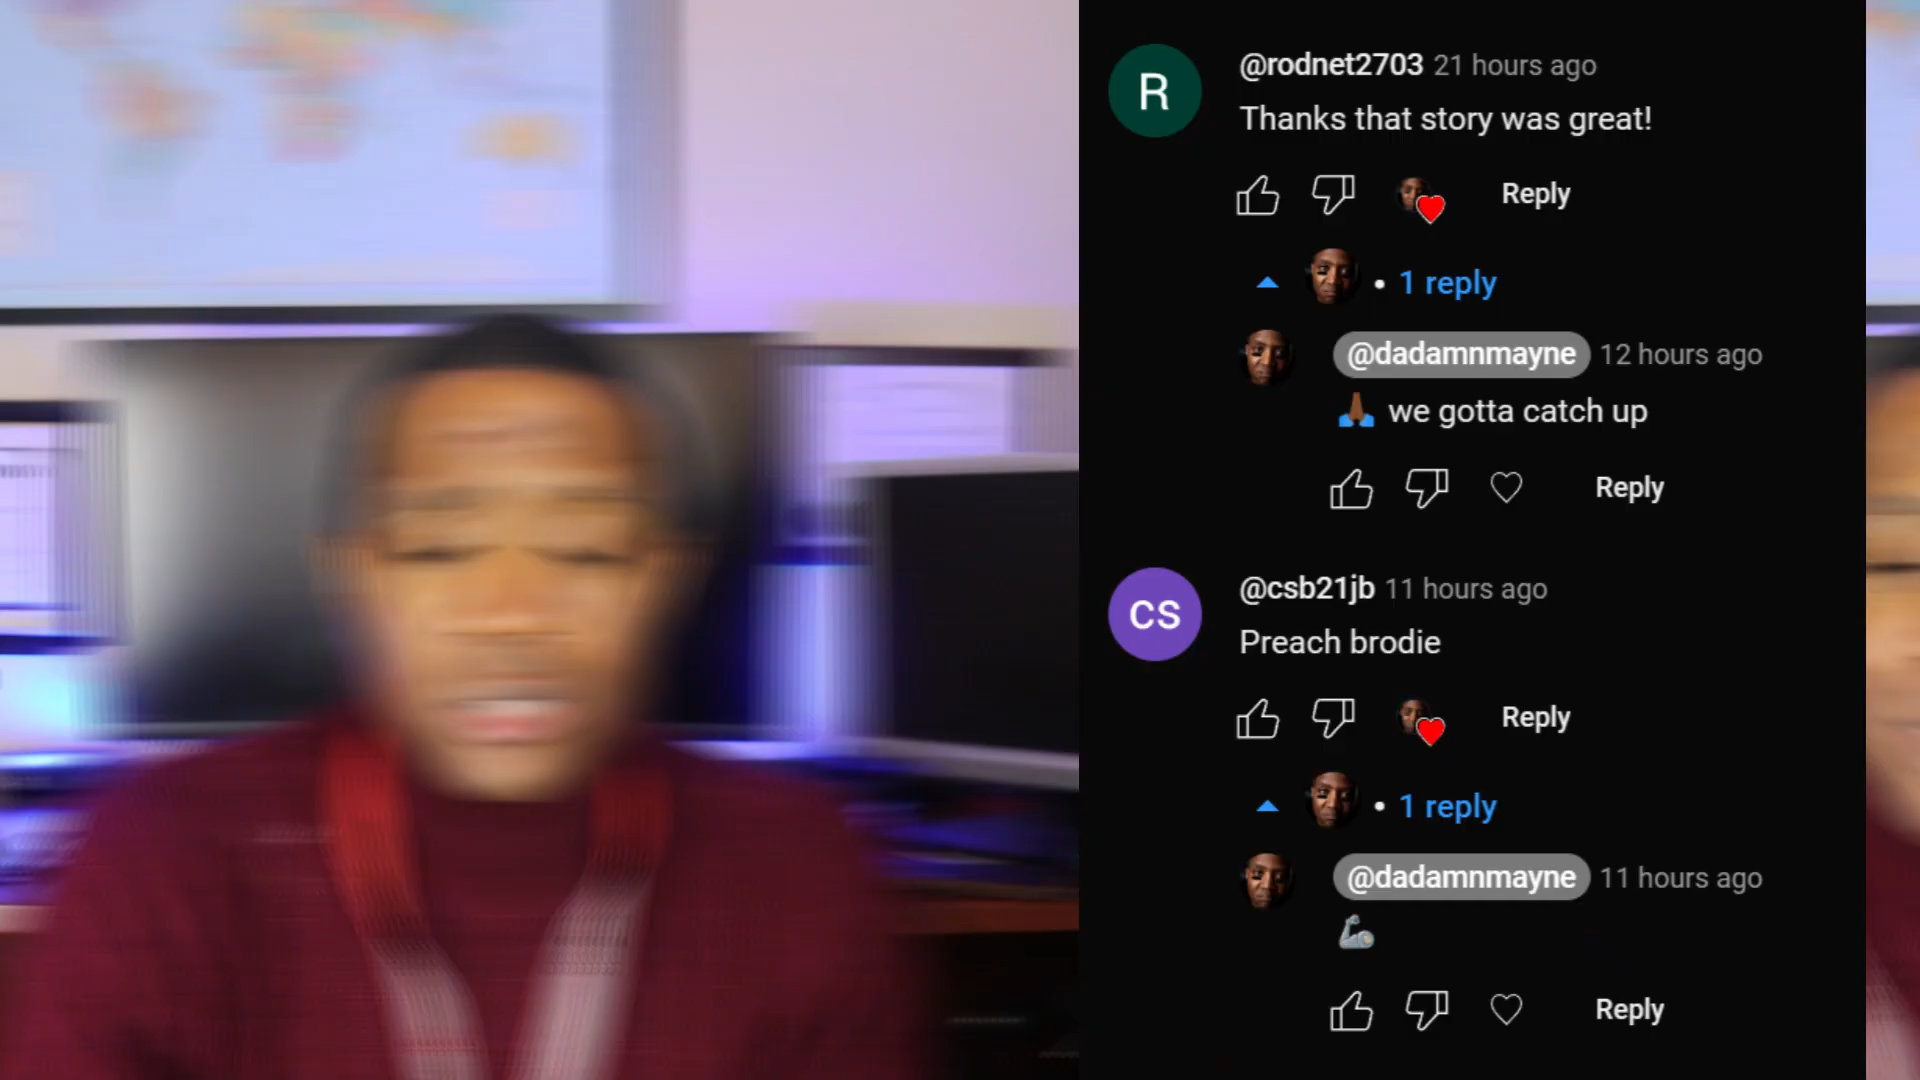 R
@rodnet2703 21 hours ago
Thanks that story was great!
Reply
• 1 reply
@dadamnmayne 12 hours ago
🙏🏾 we gotta catch up
Reply
CS
@csb21jb 11 hours ago
Preach brodie
Reply
• 1 reply
@dadamnmayne 11 hours ago
🦾
Reply